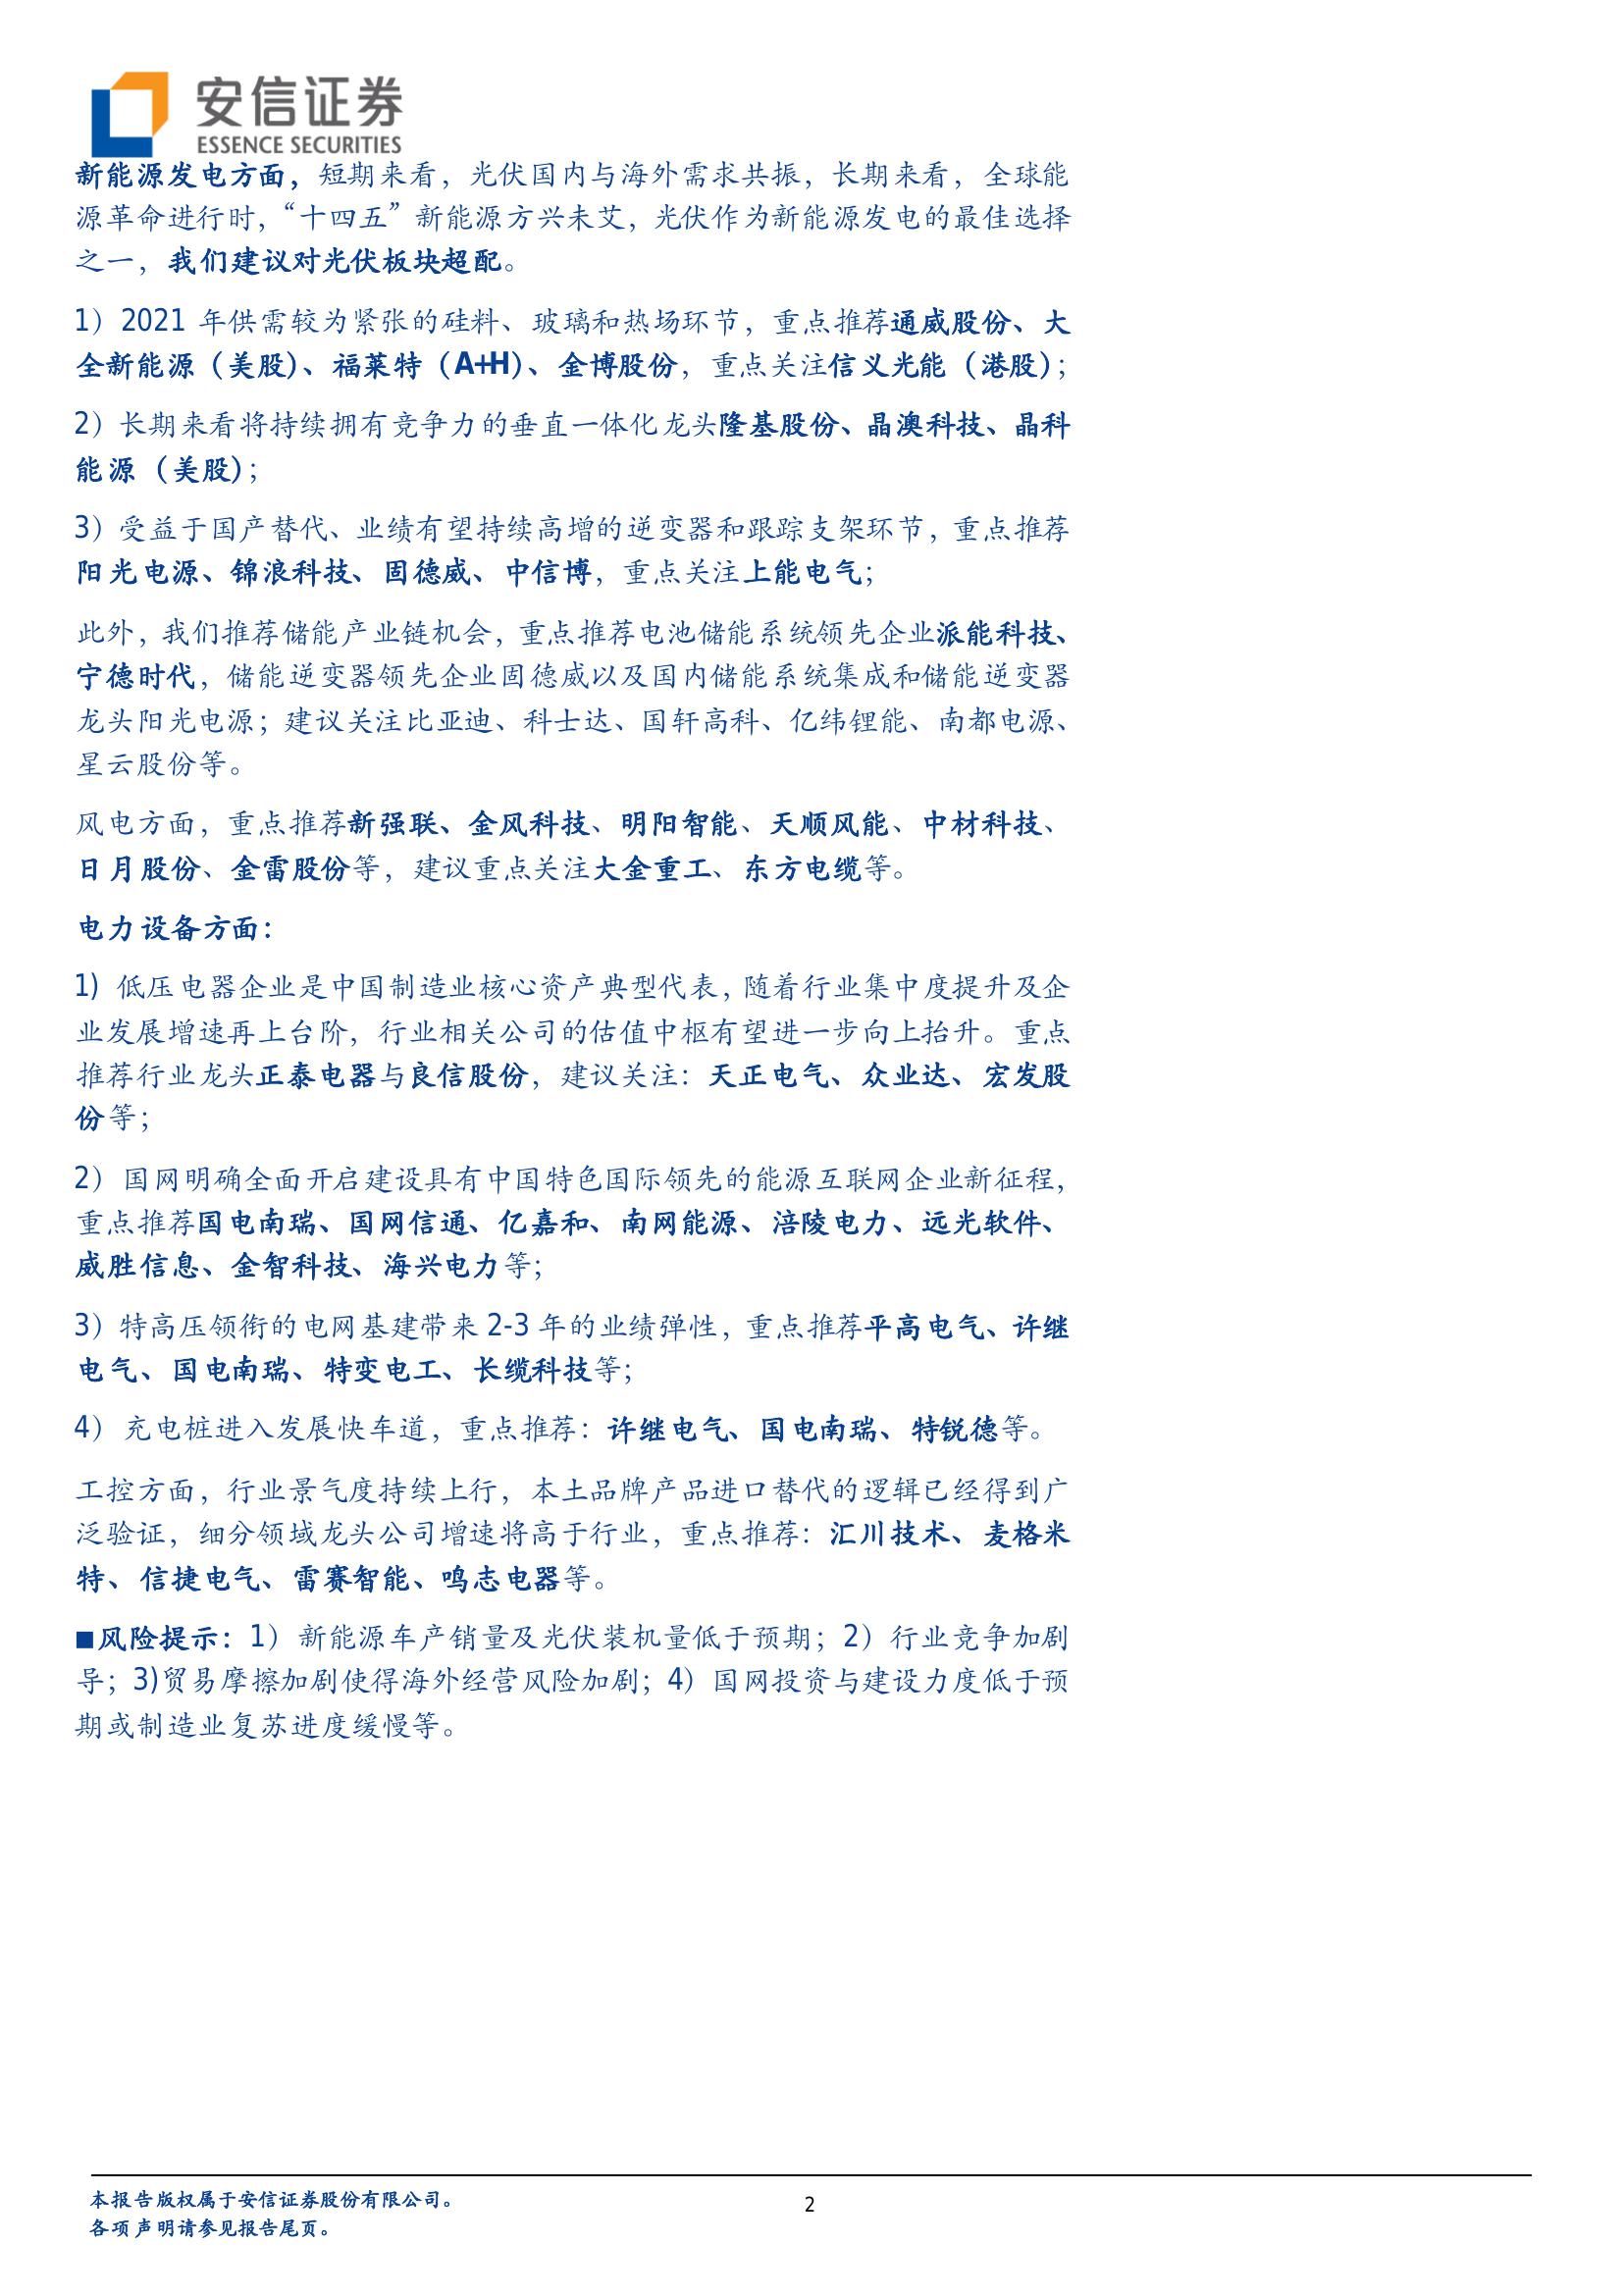 安信证券
ESSENCE SECURITIES
新能源发电方面，短期来看，光伏国内与海外需求共振，长期来看，全球能
源革命进行时，“十四五”新能源方兴未艾，光伏作为新能源发电的最佳选择
之一，我们建议对光伏板块超配。
1）2021 年供需较为紧张的硅料、玻璃和热场环节，重点推荐通威股份、大
全新能源（美股）、福莱特（A+H）、金博股份，重点关注信义光能（港股）；
2）长期来看将持续拥有竞争力的垂直一体化龙头隆基股份、晶澳科技、晶科
能源（美股）；
3）受益于国产替代、业绩有望持续高增的逆变器和跟踪支架环节，重点推荐
阳光电源、锦浪科技、固德威、中信博，重点关注上能电气；
此外，我们推荐储能产业链机会，重点推荐电池储能系统领先企业派能科技、
宁德时代，储能逆变器领先企业固德威以及国内储能系统集成和储能逆变器
龙头阳光电源；建议关注比亚迪、科士达、国轩高科、亿纬锂能、南都电源、
星云股份等。
风电方面，重点推荐新强联、金风科技、明阳智能、天顺风能、中材科技、
日月股份、金雷股份等，建议重点关注大金重工、东方电缆等。
电力设备方面：
1) 低压电器企业是中国制造业核心资产典型代表，随着行业集中度提升及企
业发展增速再上台阶，行业相关公司的估值中枢有望进一步向上抬升。重点
推荐行业龙头正泰电器与良信股份，建议关注：天正电气、众业达、宏发股
份等；
2）国网明确全面开启建设具有中国特色国际领先的能源互联网企业新征程，
重点推荐国电南瑞、国网信通、亿嘉和、南网能源、涪陵电力、远光软件、
威胜信息、金智科技、海兴电力等；
3）特高压领衔的电网基建带来 2-3 年的业绩弹性，重点推荐平高电气、许继
电气、国电南瑞、特变电工、长缆科技等；
4）充电桩进入发展快车道，重点推荐：许继电气、国电南瑞、特锐德等。
工控方面，行业景气度持续上行，本土品牌产品进口替代的逻辑已经得到广
泛验证，细分领域龙头公司增速将高于行业，重点推荐：汇川技术、麦格米
特、信捷电气、雷赛智能、鸣志电器等。
■风险提示：1）新能源车产销量及光伏装机量低于预期；2）行业竞争加剧
导；3)贸易摩擦加剧使得海外经营风险加剧；4）国网投资与建设力度低于预
期或制造业复苏进度缓慢等。
本报告版权属于安信证券股份有限公司。
各项声明请参见报告尾页。
2